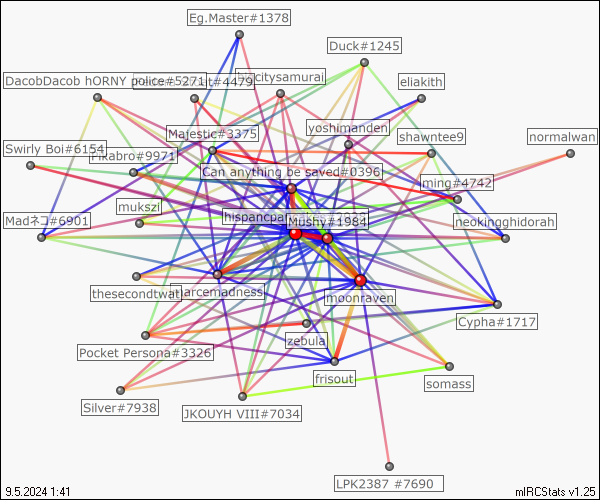 Eg.Master#1378
Duck#1245
DacobDacob hORNY police#5271
#4479
citysamurai
eliakith
Majestic#3375
yoshimanden
shawntee9
normalwan
Swirly Boi#6154
Pikabro#9971
Can anything be saved#0396
ming#4742
mukszi
hispancpa
Mushy#1984
Madネコ#6901
neokingghidorah
thesecondtwat
marcemadness
moonraven
Cypha#1717
zebula
Pocket Persona#3326
frisout
somass
Silver#7938
JKOUYH VIII#7034
LPK2387 #7690
9.5.2024 1:41
mIRCStats v1.25